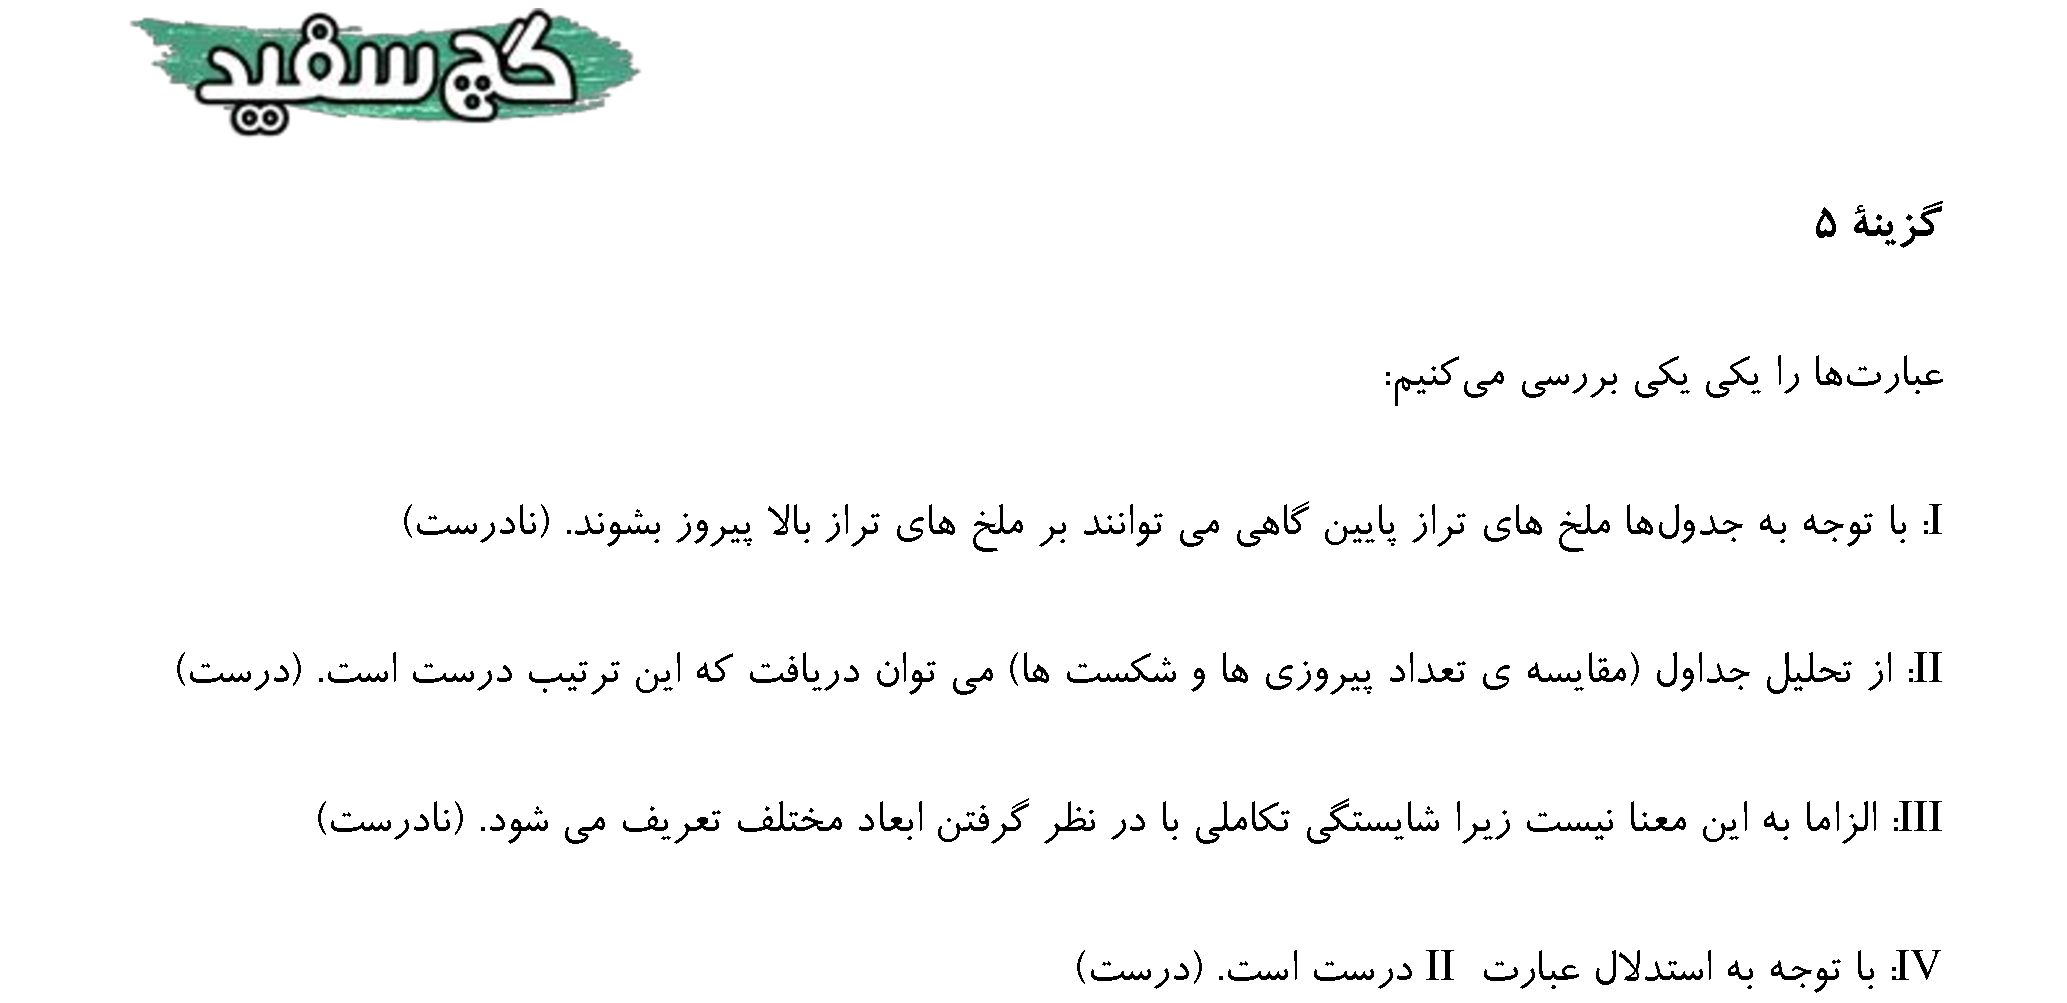 گچ سفید
گزینهٔ ۵
عبارت‌ها را یکی یکی بررسی می‌کنیم:
I: با توجه به جدول‌ها ملخ های تراز پایین گاهی می توانند بر ملخ های تراز بالا پیروز بشوند. (نادرست)
II: از تحلیل جداول (مقایسه ی تعداد پیروزی ها و شکست ها) می توان دریافت که این ترتیب درست است. (درست)
III: الزاما به این معنا نیست زیرا شایستگی تکاملی با در نظر گرفتن ابعاد مختلف تعریف می شود. (نادرست)
IV: با توجه به استدلال عبارت II درست است. (درست)